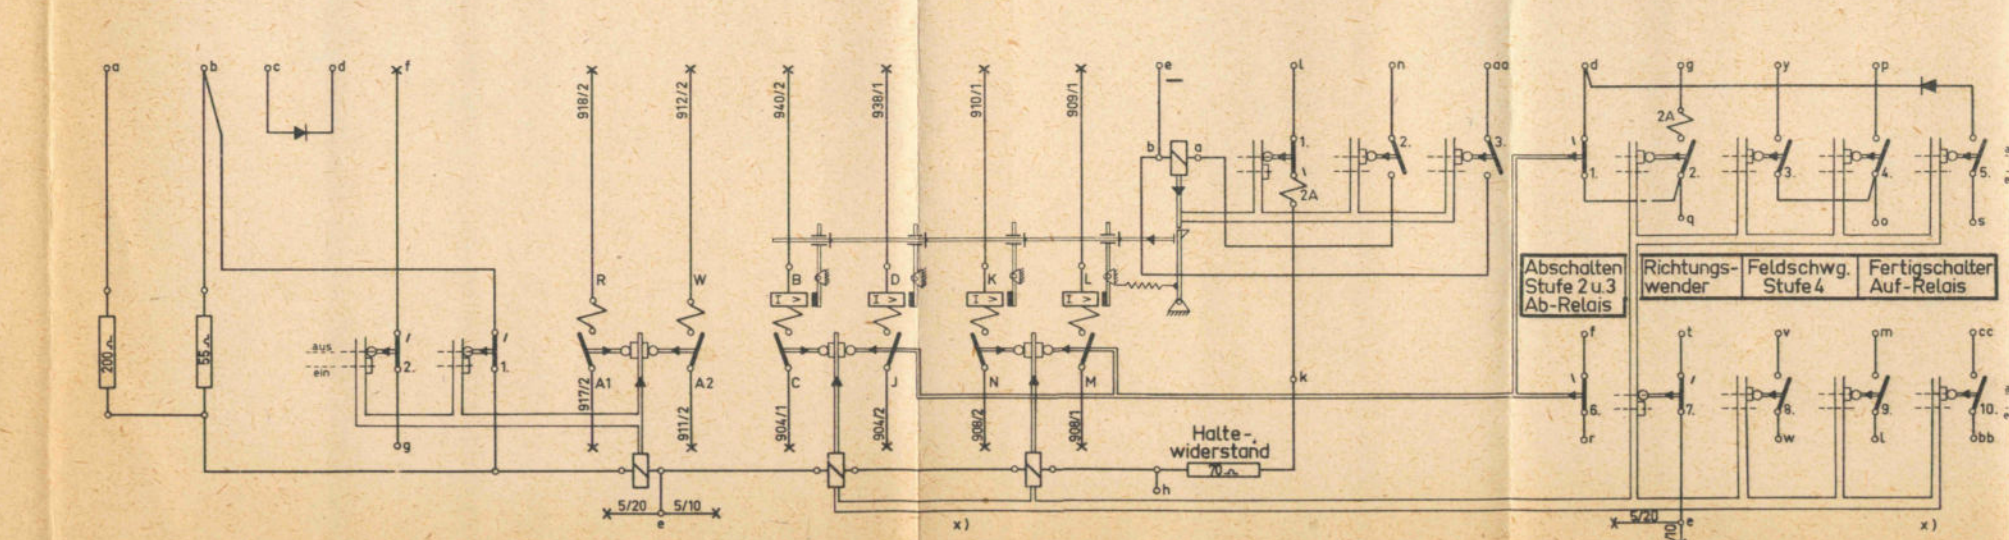 a b c d f e l n aa d g y p
918/2 912/2 940/2 938/1 910/1 909/1
2A
b a 1. 2. 3.
1. 2. 3. 4. 5.
2A
q o s
R W B D K L
I > I > I > I >
Abschalten
Stufe 2 u. 3
Ab-Relais
Richtungs-
wender
Feldschwg.
Stufe 4
Fertigschalter
Auf-Relais
200 Ω 55 Ω
aus
ein
2. 1.
f t v m cc
A1 A2 C J N M k
917/2 911/2 904/1 904/2 908/2 908/1
6. 7. 8. 9. 10.
g
r w l bb
Halte-
widerstand
70 Ω
h
5/20 5/10
e
x)
5/20 e
/10
x)